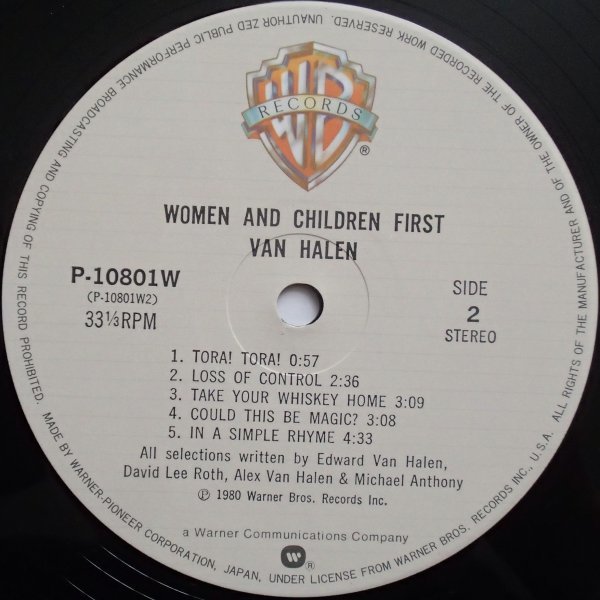 RECORDS
WB
®
WOMEN AND CHILDREN FIRST
VAN HALEN
P-10801W
(P-10801W2)
33⅓RPM
SIDE
2
STEREO
1. TORA! TORA! 0:57
2. LOSS OF CONTROL 2:36
3. TAKE YOUR WHISKEY HOME 3:09
4. COULD THIS BE MAGIC? 3:08
5. IN A SIMPLE RHYME 4:33
All selections written by Edward Van Halen,
David Lee Roth, Alex Van Halen & Michael Anthony
℗ 1980 Warner Bros. Records Inc.
a Warner Communications Company
®
MADE BY WARNER-PIONEER CORPORATION, JAPAN, UNDER LICENSE FROM WARNER BROS. RECORDS INC., U.S.A. ALL RIGHTS OF THE MANUFACTURER AND OF THE OWNER OF THE RECORDED WORK RESERVED. UNAUTHORIZED PUBLIC PERFORMANCE BROADCASTING AND COPYING OF THIS RECORD PROHIBITED.